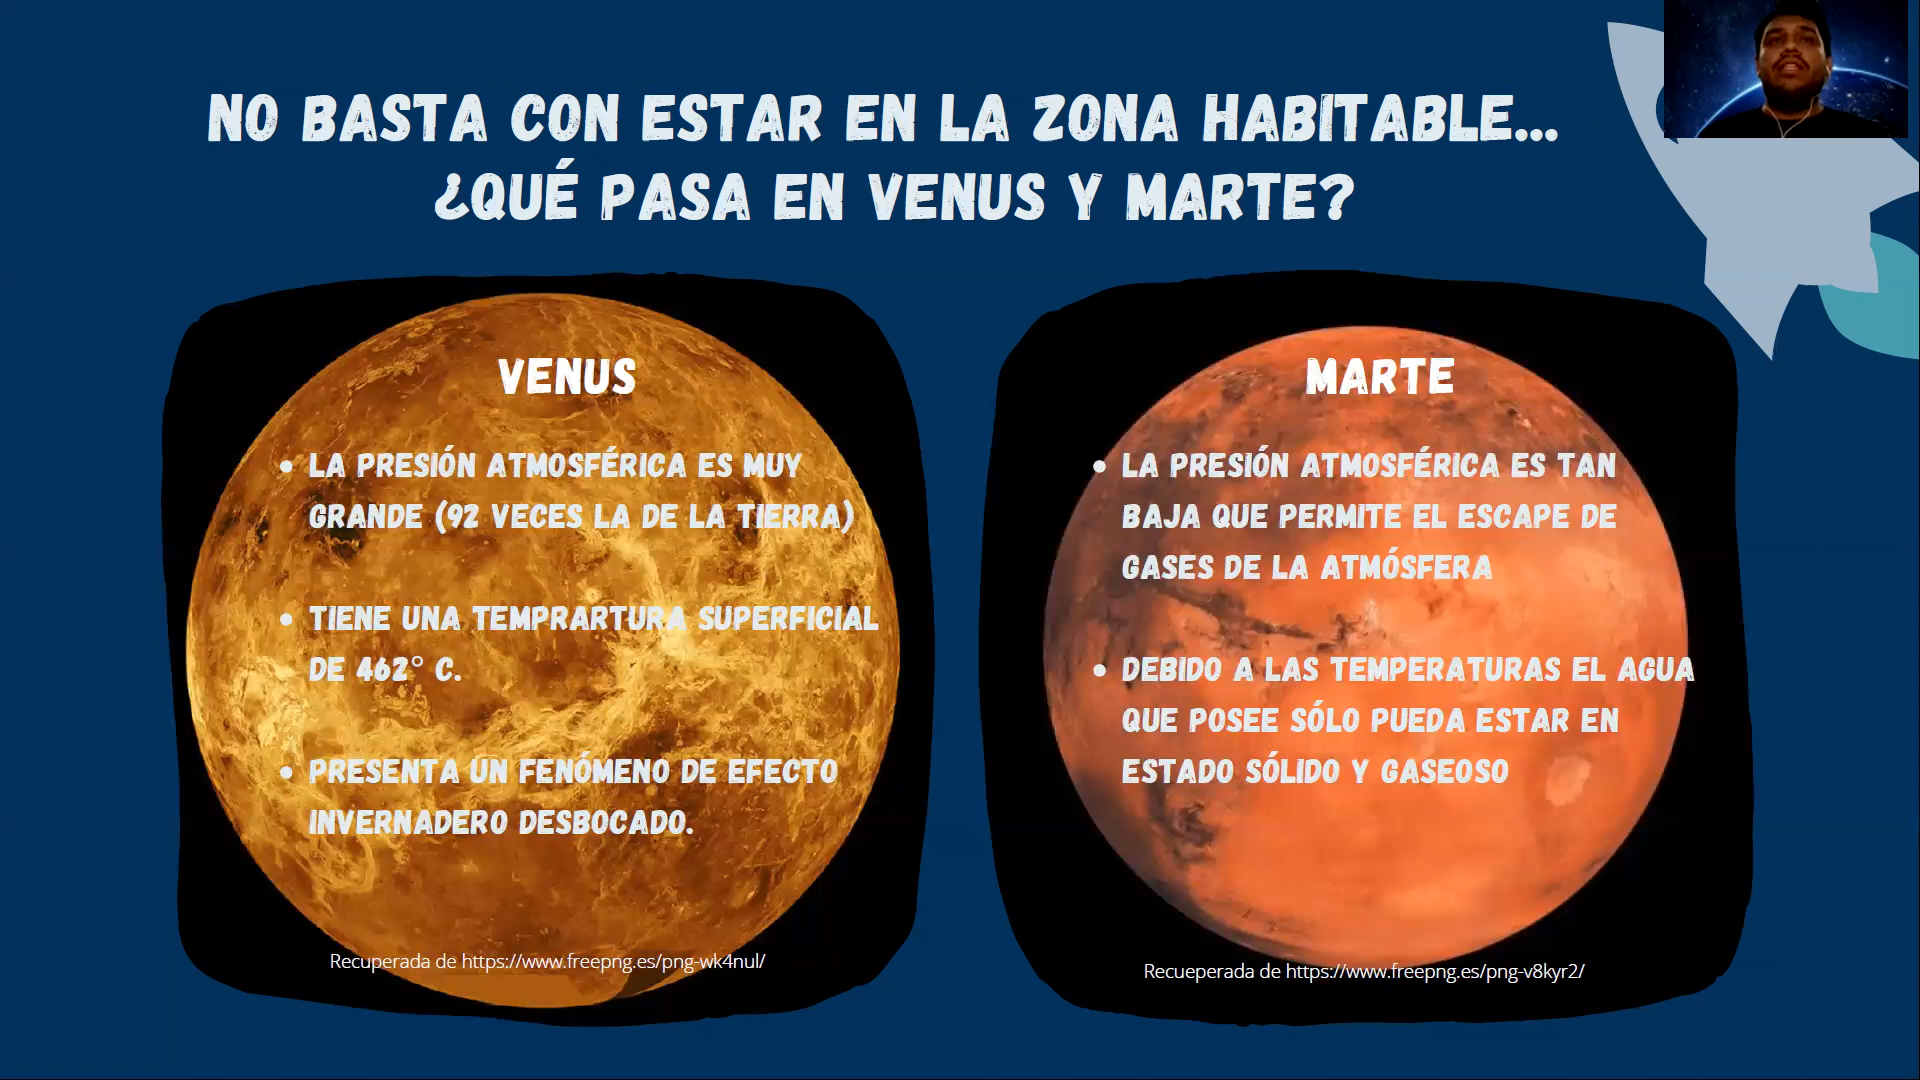 NO BASTA CON ESTAR EN LA ZONA HABITABLE...
¿QUÉ PASA EN VENUS Y MARTE?
VENUS
• LA PRESIÓN ATMOSFÉRICA ES MUY
GRANDE (92 VECES LA DE LA TIERRA)
• TIENE UNA TEMPRARTURA SUPERFICIAL
DE 462° C.
• PRESENTA UN FENÓMENO DE EFECTO
INVERNADERO DESBOCADO.
Recuperada de https://www.freepng.es/png-wk4nul/
MARTE
• LA PRESIÓN ATMOSFÉRICA ES TAN
BAJA QUE PERMITE EL ESCAPE DE
GASES DE LA ATMÓSFERA
• DEBIDO A LAS TEMPERATURAS EL AGUA
QUE POSEE SÓLO PUEDA ESTAR EN
ESTADO SÓLIDO Y GASEOSO
Recueperada de https://www.freepng.es/png-v8kyr2/